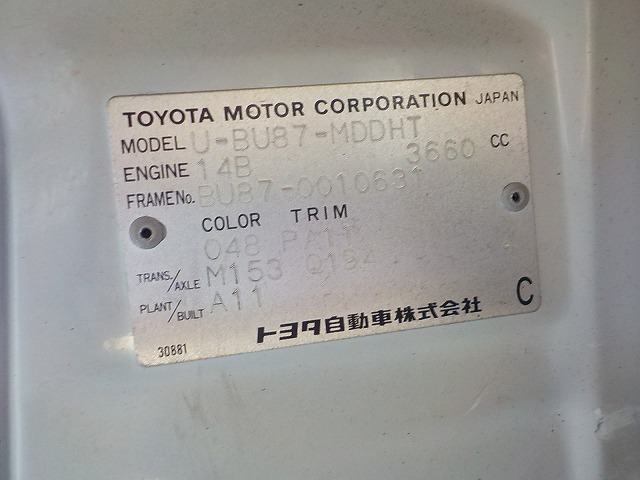 TOYOTA MOTOR CORPORATION JAPAN
MODEL U-BU87-MDDHT
ENGINE 14B 3660 CC
FRAME No. BU87-0010631
COLOR TRIM
048 PA11
TRANS./AXLE M153 Q194
PLANT/BUILT A11
トヨタ自動車株式会社 C
30881